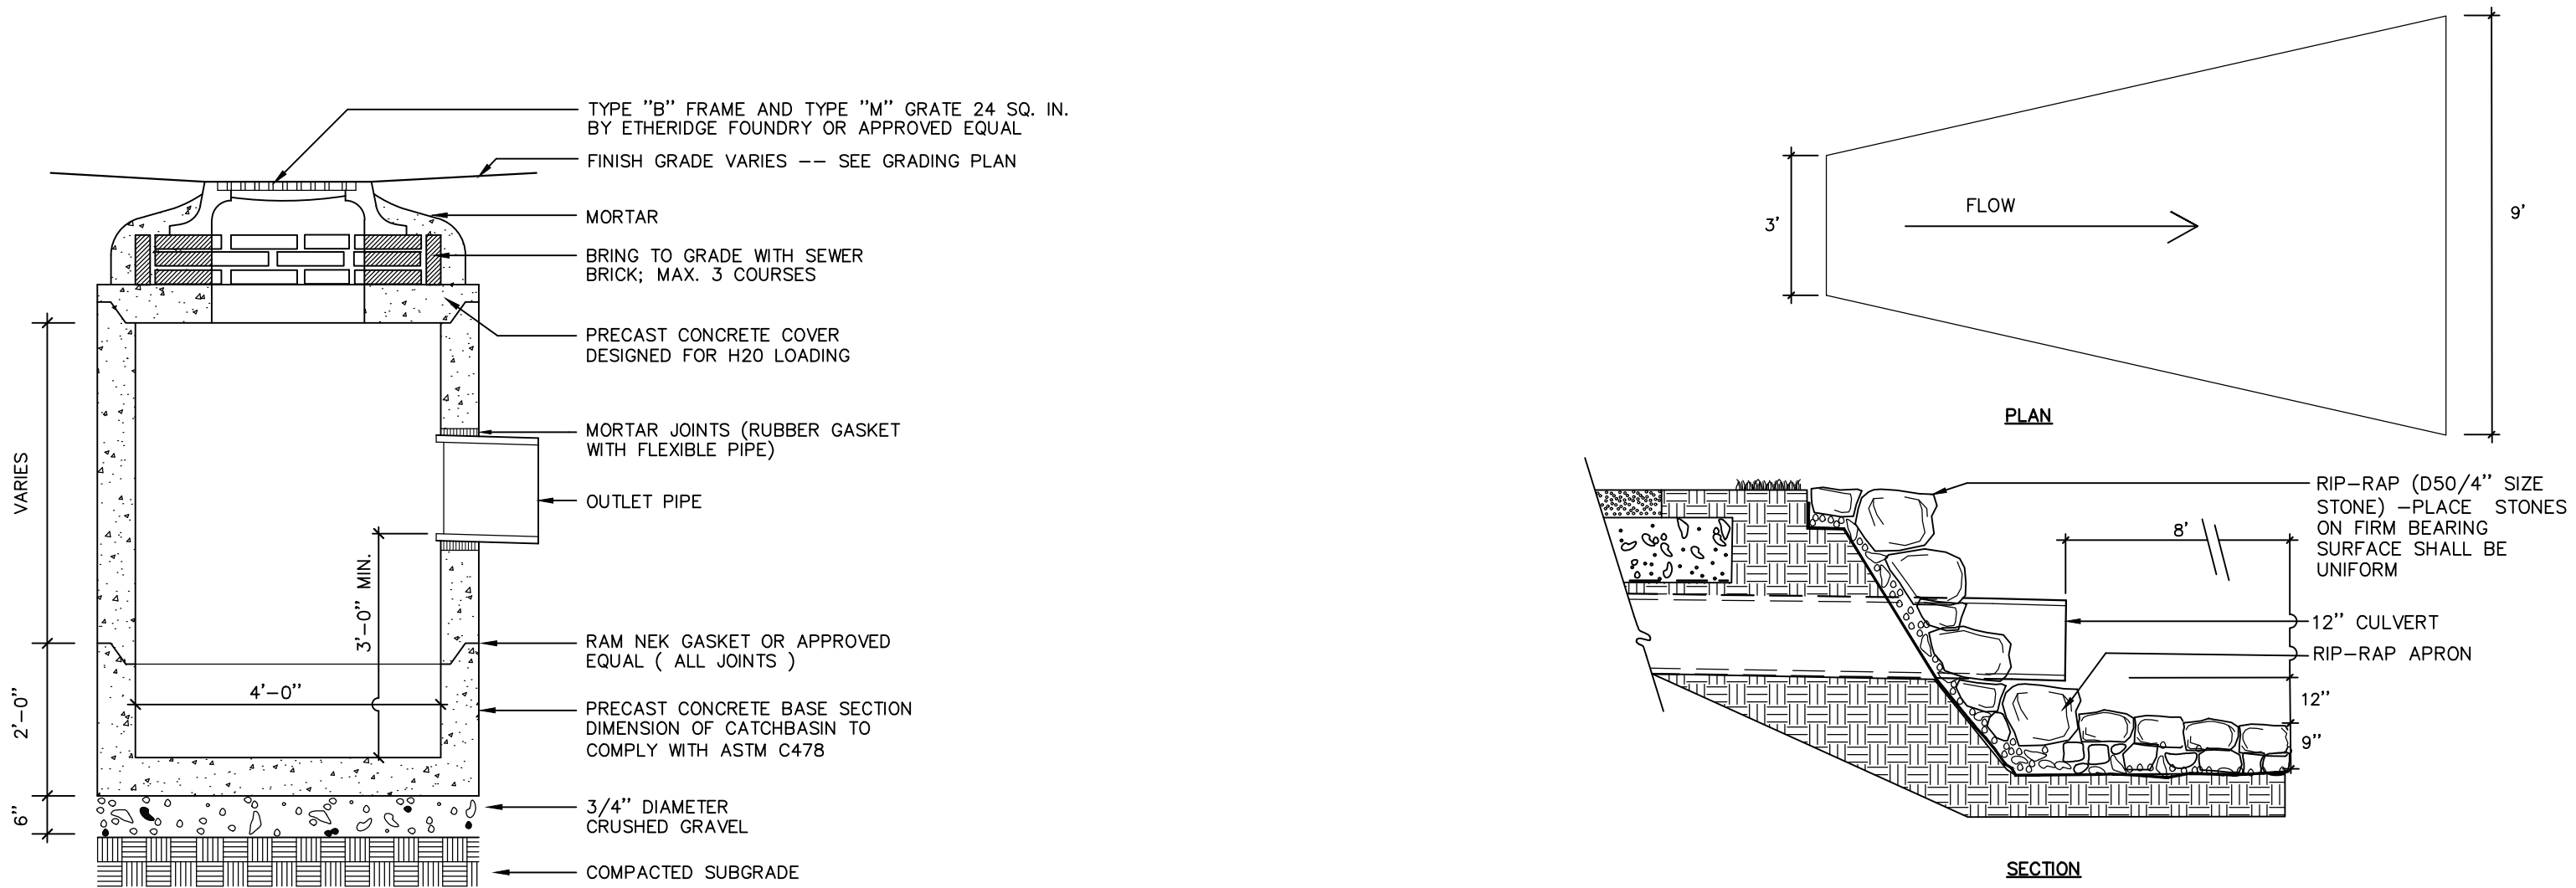 TYPE "B" FRAME AND TYPE "M" GRATE 24 SQ. IN.
BY ETHERIDGE FOUNDRY OR APPROVED EQUAL
FINISH GRADE VARIES -- SEE GRADING PLAN
MORTAR
BRING TO GRADE WITH SEWER
BRICK; MAX. 3 COURSES
PRECAST CONCRETE COVER
DESIGNED FOR H20 LOADING
MORTAR JOINTS (RUBBER GASKET
WITH FLEXIBLE PIPE)
OUTLET PIPE
RAM NEK GASKET OR APPROVED
EQUAL ( ALL JOINTS )
PRECAST CONCRETE BASE SECTION
DIMENSION OF CATCHBASIN TO
COMPLY WITH ASTM C478
3/4" DIAMETER
CRUSHED GRAVEL
COMPACTED SUBGRADE
VARIES
2'-0"
6"
4'-0"
3'-0" MIN.
3'
FLOW
9'
PLAN
RIP-RAP (D50/4" SIZE
STONE) -PLACE STONES
ON FIRM BEARING
SURFACE SHALL BE
UNIFORM
8'
12" CULVERT
RIP-RAP APRON
12"
9"
SECTION